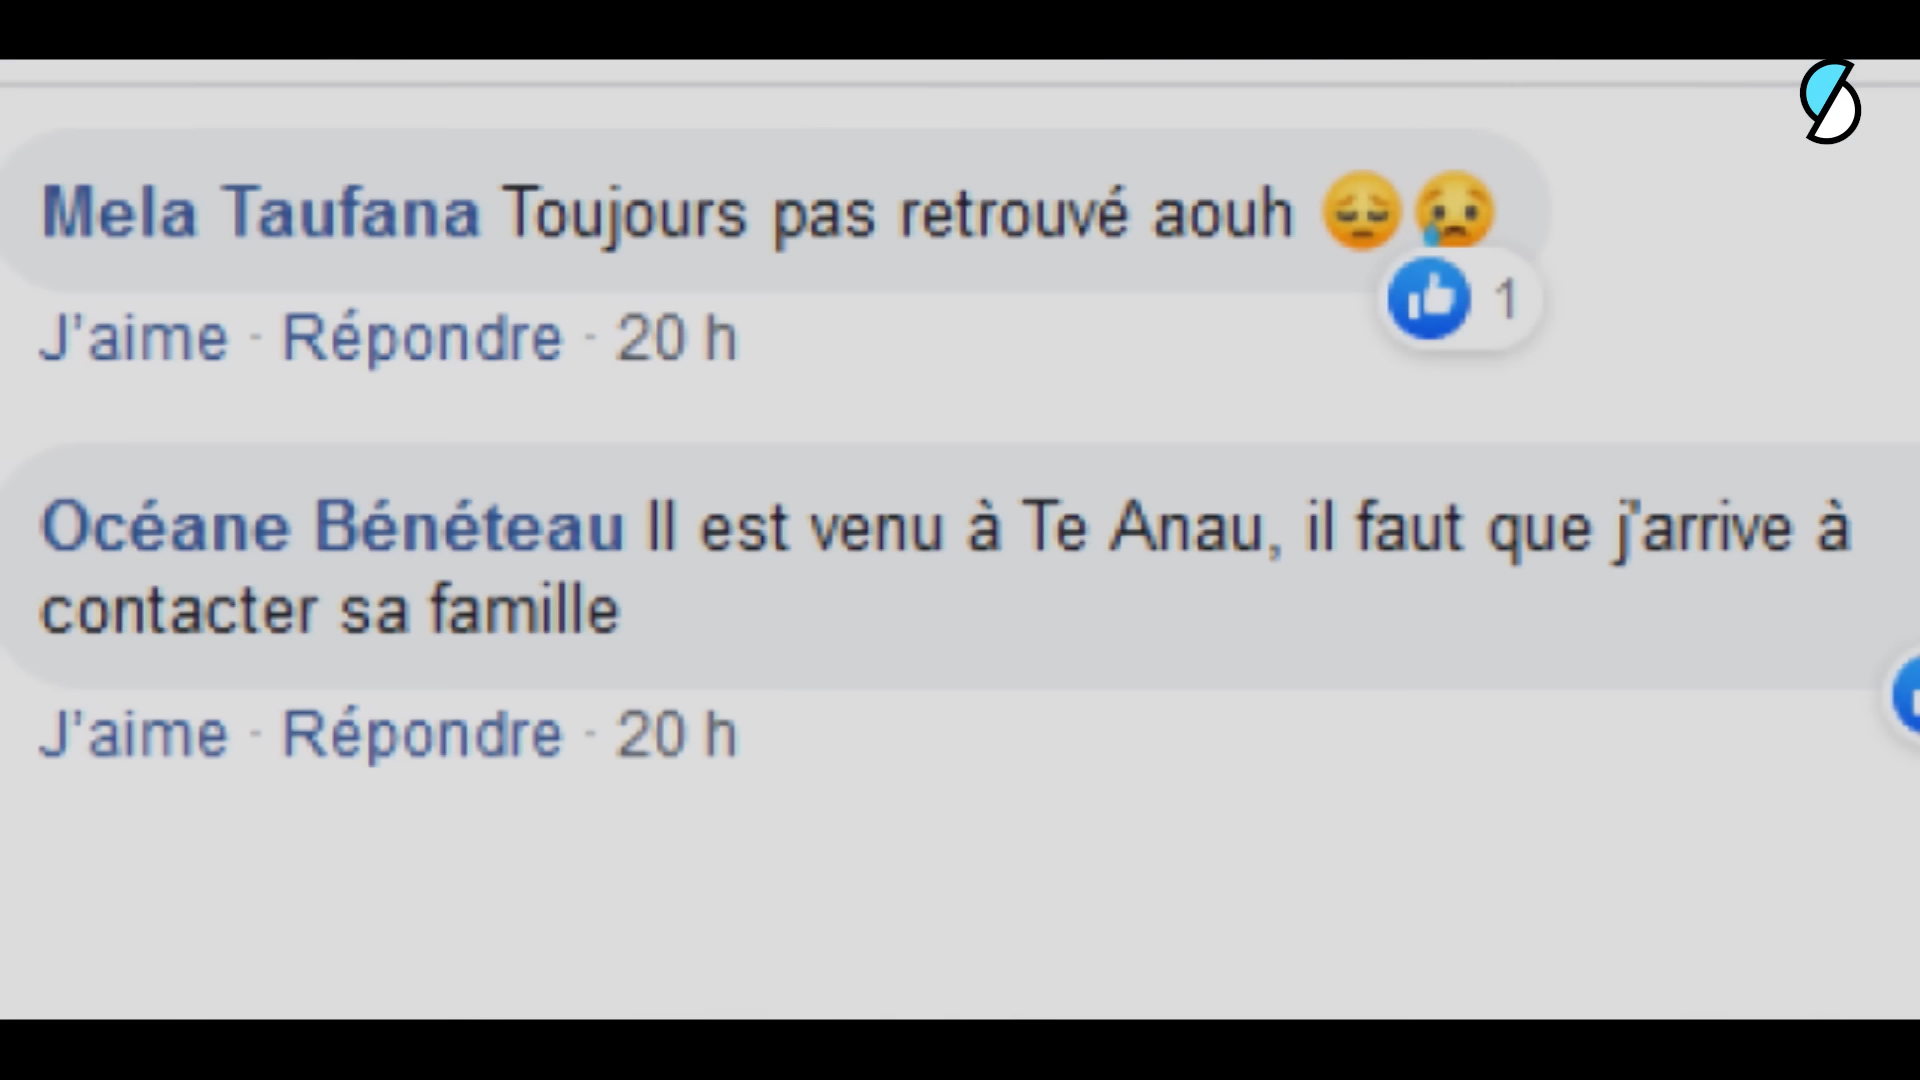 Mela Taufana Toujours pas retrouvé aouh 😔😢
1
J'aime · Répondre · 20 h
Océane Bénéteau Il est venu à Te Anau, il faut que j'arrive à
contacter sa famille
J'aime · Répondre · 20 h